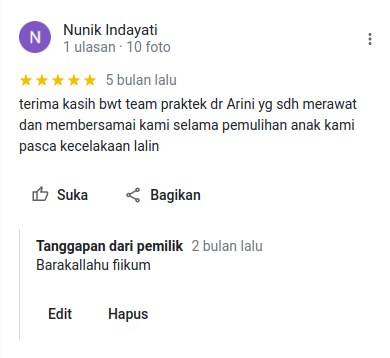 N
Nunik Indayati
1 ulasan · 10 foto
5 bulan lalu
terima kasih bwt team praktek dr Arini yg sdh merawat
dan membersamai kami selama pemulihan anak kami
pasca kecelakaan lalin
Suka Bagikan
Tanggapan dari pemilik 2 bulan lalu
Barakallahu fiikum
Edit Hapus